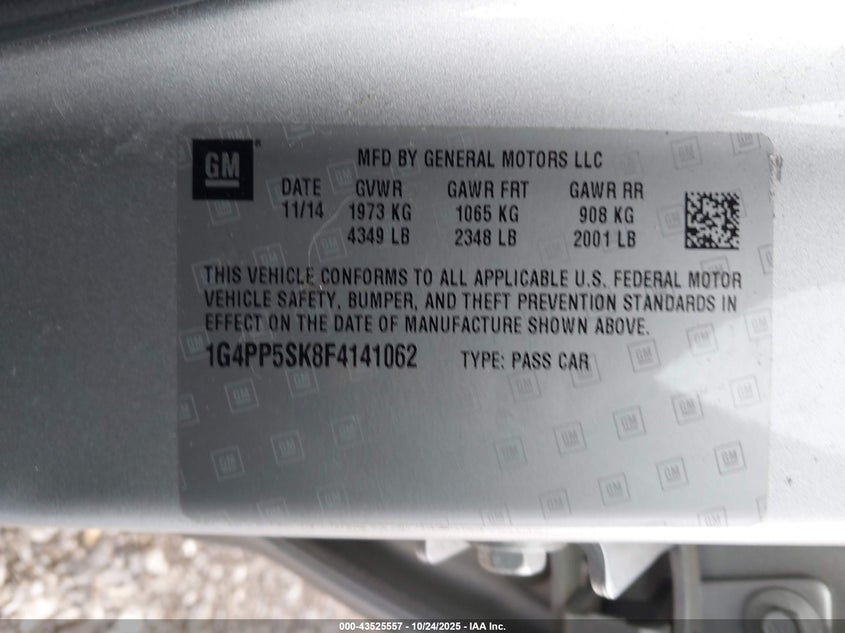 GM
MFD BY GENERAL MOTORS LLC
DATE GVWR GAWR FRT GAWR RR
11/14 1973 KG 1065 KG 908 KG
4349 LB 2348 LB 2001 LB
THIS VEHICLE CONFORMS TO ALL APPLICABLE U.S. FEDERAL MOTOR
VEHICLE SAFETY, BUMPER, AND THEFT PREVENTION STANDARDS IN
EFFECT ON THE DATE OF MANUFACTURE SHOWN ABOVE.
1G4PP5SK8F4141062 TYPE: PASS CAR
000-43525557 - 10/24/2025 - IAA Inc.